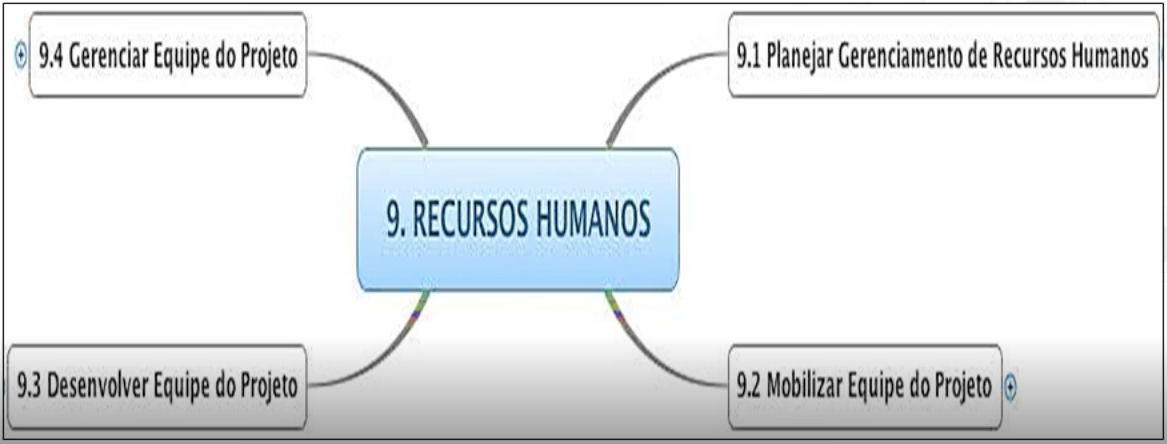 9.4 Gerenciar Equipe do Projeto
9.1 Planejar Gerenciamento de Recursos Humanos
9. RECURSOS HUMANOS
9.3 Desenvolver Equipe do Projeto
9.2 Mobilizar Equipe do Projeto